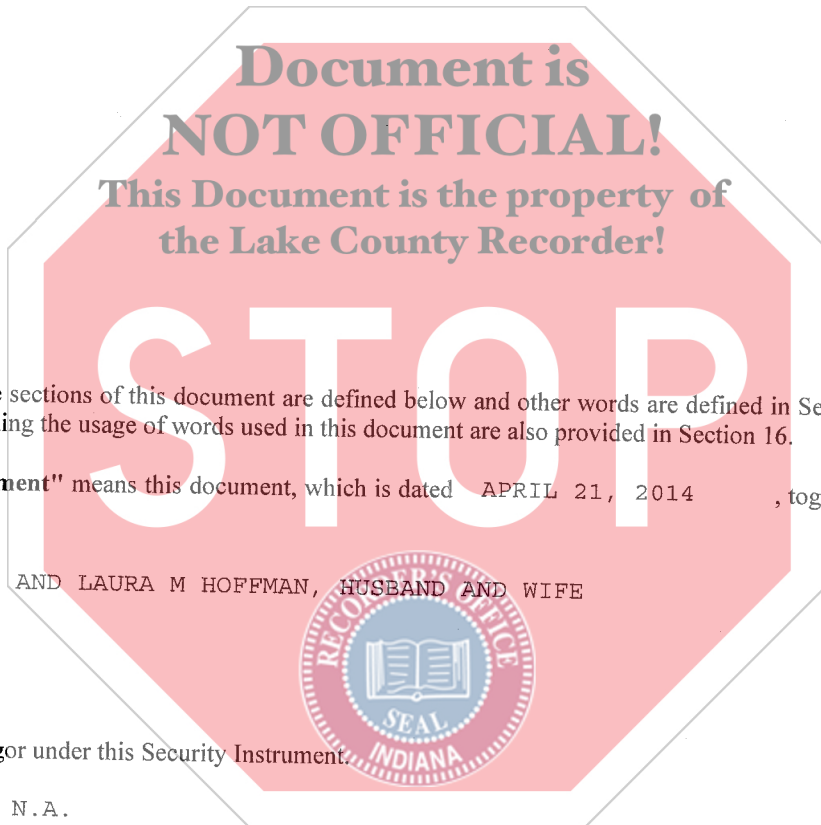 Document is
NOT OFFICIAL!
This Document is the property of
the Lake County Recorder!
STOP
sections of this document are defined below and other words are defined in Se
ing the usage of words used in this document are also provided in Section 16.
ment" means this document, which is dated APRIL 21, 2014 , tog
AND LAURA M HOFFMAN, HUSBAND AND WIFE
RECORDER'S OFFICE
SEAL
INDIANA
gor under this Security Instrument.
N.A.